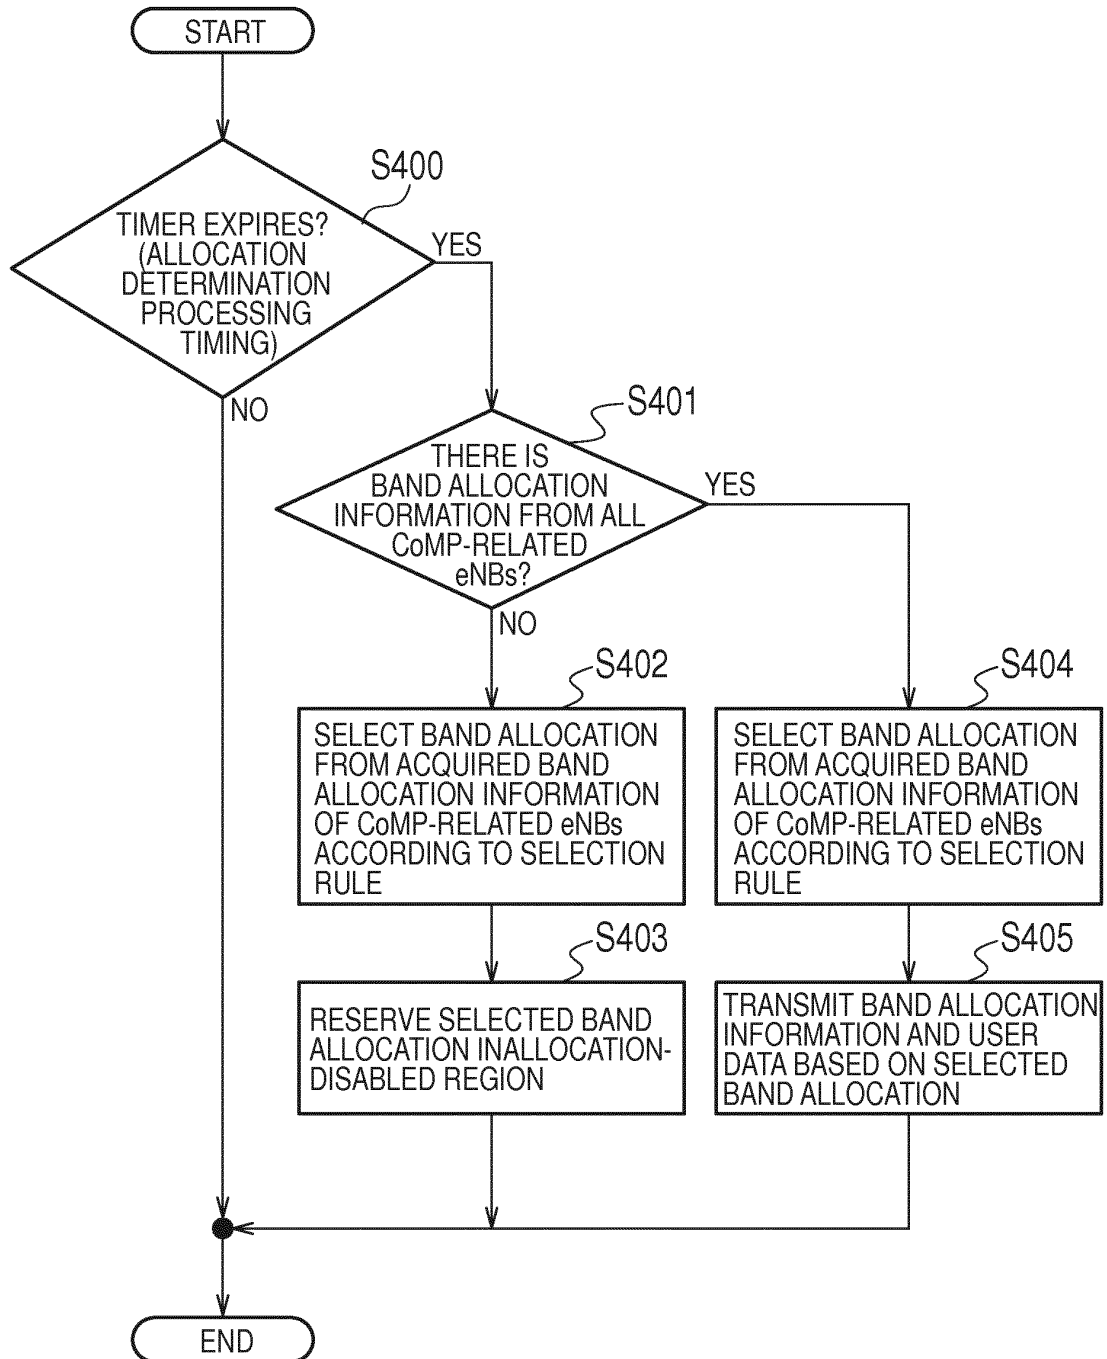 START
S400
TIMER EXPIRES?
(ALLOCATION
DETERMINATION
PROCESSING
TIMING)
YES
NO
S401
THERE IS
BAND ALLOCATION
INFORMATION FROM ALL
CoMP-RELATED
eNBs?
YES
NO
S402
SELECT BAND ALLOCATION
FROM ACQUIRED BAND
ALLOCATION INFORMATION
OF CoMP-RELATED eNBs
ACCORDING TO SELECTION
RULE
S404
SELECT BAND ALLOCATION
FROM ACQUIRED BAND
ALLOCATION INFORMATION
OF CoMP-RELATED eNBs
ACCORDING TO SELECTION
RULE
S403
RESERVE SELECTED BAND
ALLOCATION INALLOCATION-
DISABLED REGION
S405
TRANSMIT BAND ALLOCATION
INFORMATION AND USER
DATA BASED ON SELECTED
BAND ALLOCATION
END